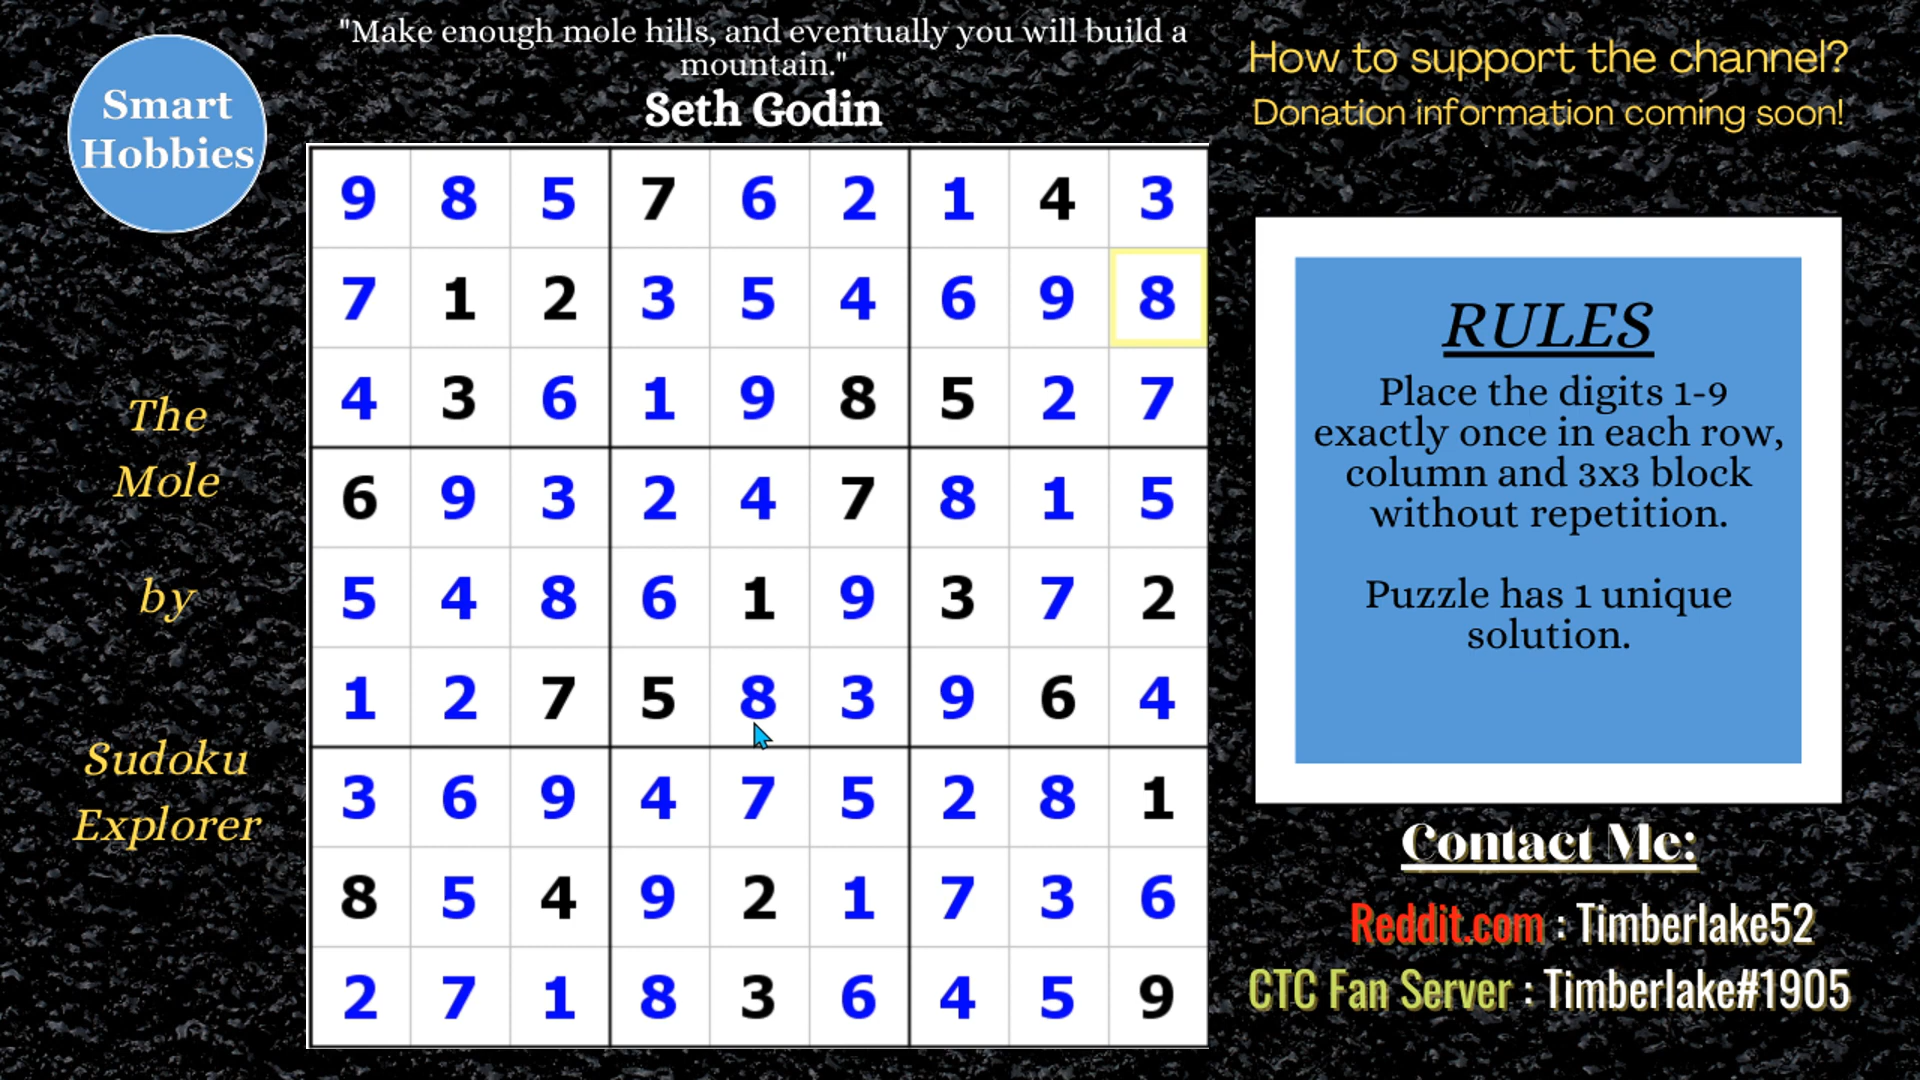 "Make enough mole hills, and eventually you will build a
mountain."
Seth Godin
Smart
Hobbies
The
Mole
by
Sudoku
Explorer
9 8 5 7 6 2 1 4 3
7 1 2 3 5 4 6 9 8
4 3 6 1 9 8 5 2 7
6 9 3 2 4 7 8 1 5
5 4 8 6 1 9 3 7 2
1 2 7 5 8 3 9 6 4
3 6 9 4 7 5 2 8 1
8 5 4 9 2 1 7 3 6
2 7 1 8 3 6 4 5 9
How to support the channel?
Donation information coming soon!
RULES
Place the digits 1-9
exactly once in each row,
column and 3x3 block
without repetition.
Puzzle has 1 unique
solution.
Contact Me:
Reddit.com : Timberlake52
CTC Fan Server : Timberlake#1905